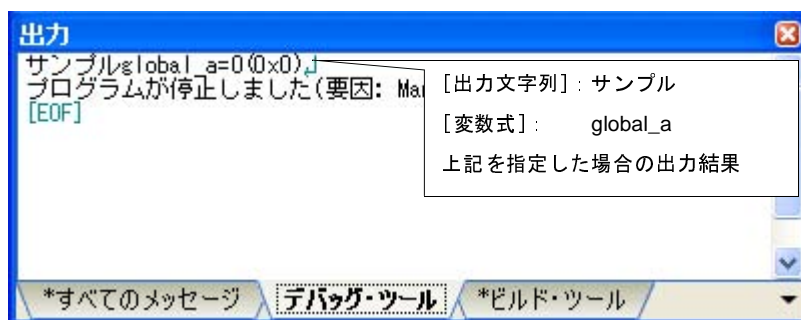 出力
サンプルglobal_a=0(0x0)↲
プログラムが停止しました(要因:
[EOF]
[出力文字列]：サンプル
[変数式]： global_a
上記を指定した場合の出力結果
*すべてのメッセージ
デバッグ・ツール
*ビルド・ツール